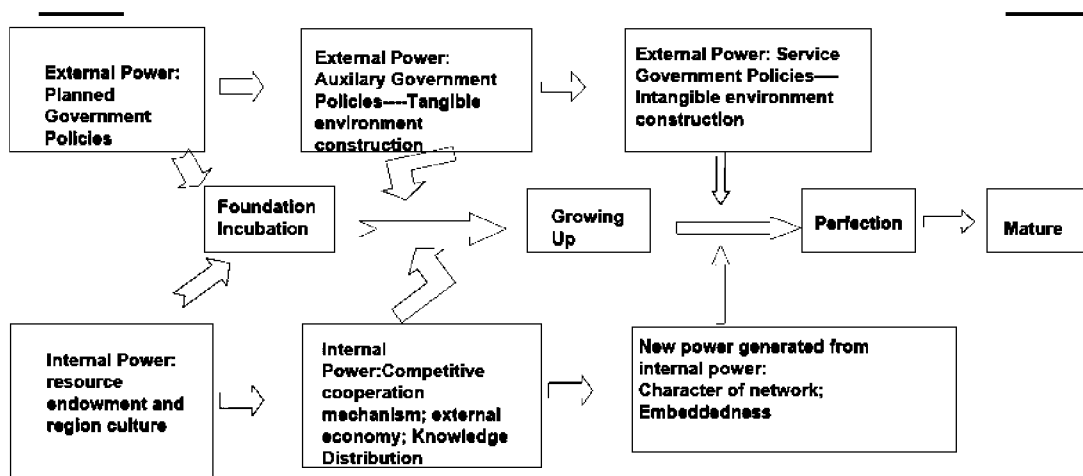 External Power:
Planned
Government
Policies
External Power:
Auxilary Government
Policies----Tangible
environment
construction
External Power: Service
Government Policies----
Intangible environment
construction
Foundation
Incubation
Growing
Up
Perfection
Mature
Internal Power:
resource
endowment and
region culture
Internal
Power:Competitive
cooperation
mechanism; external
economy; Knowledge
Distribution
New power generated from
internal power:
Character of network;
Embeddedness